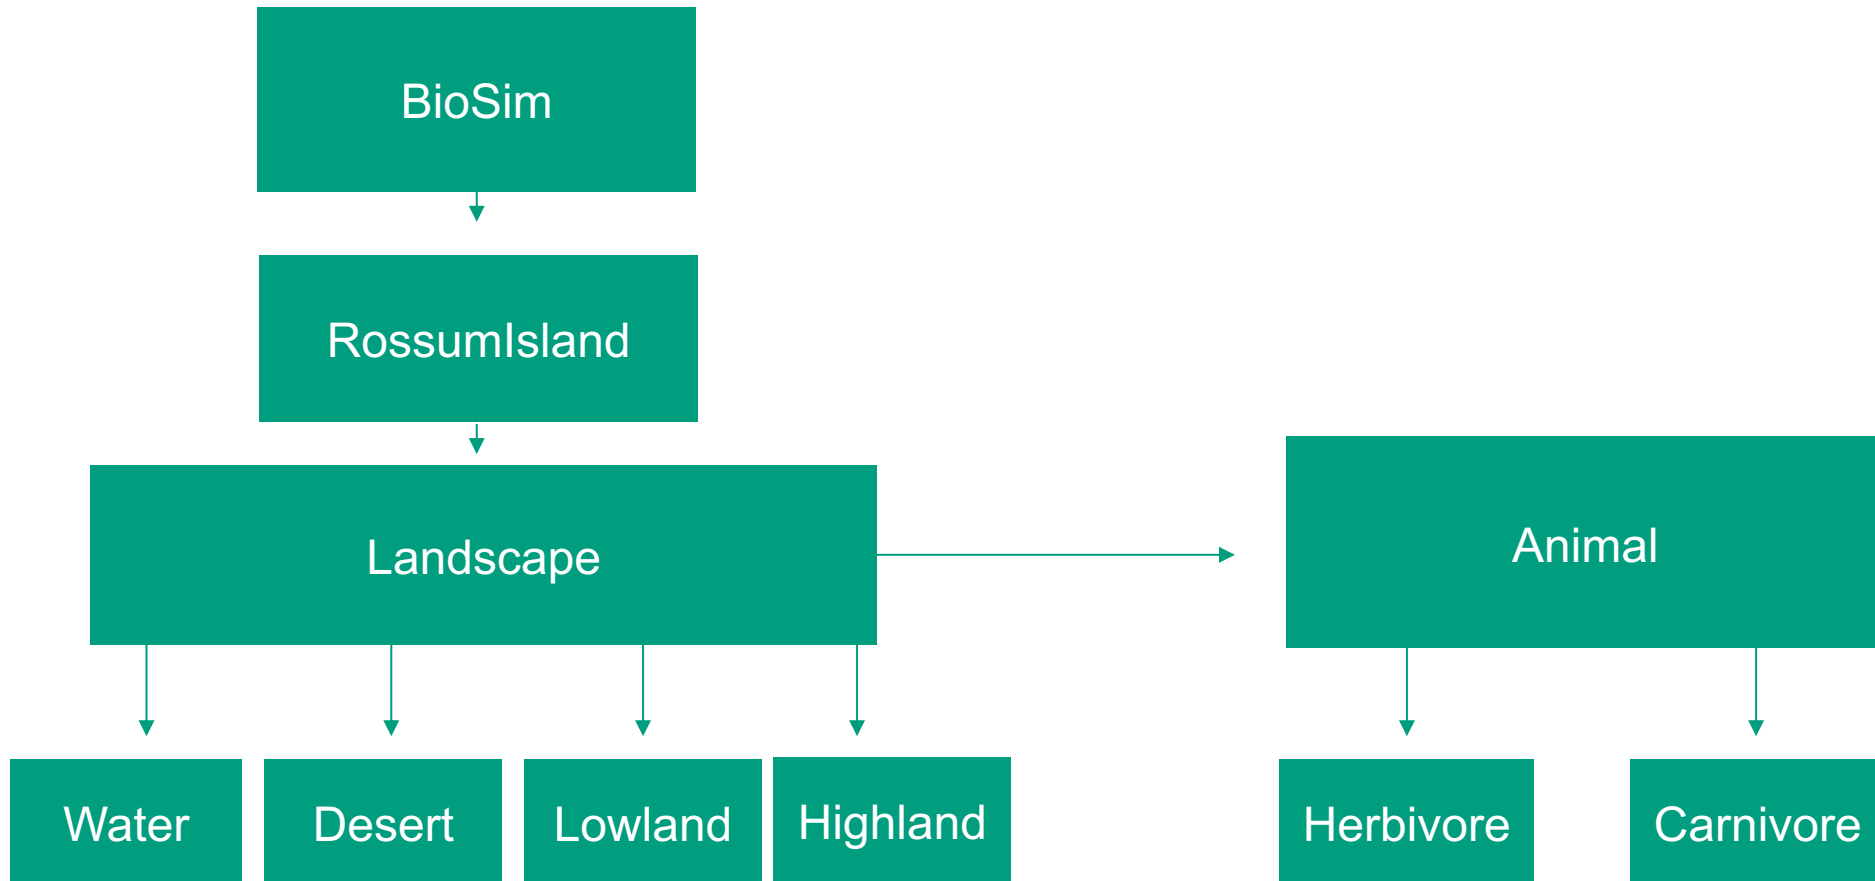 BioSim
RossumIsland
Landscape
Animal
Water
Desert
Lowland
Highland
Herbivore
Carnivore